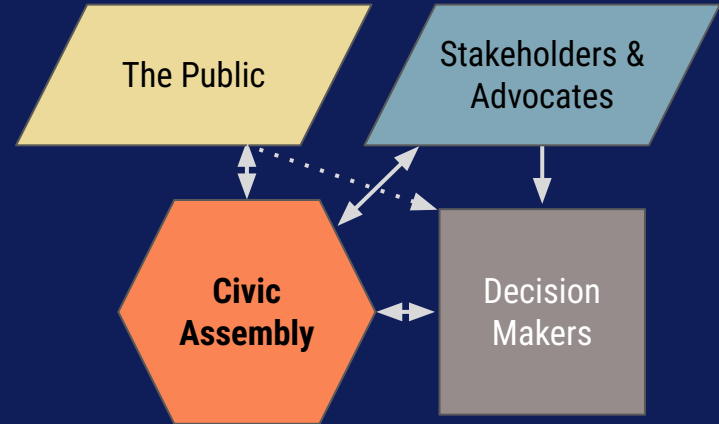 The Public
Stakeholders &
Advocates
Civic
Assembly
Decision
Makers